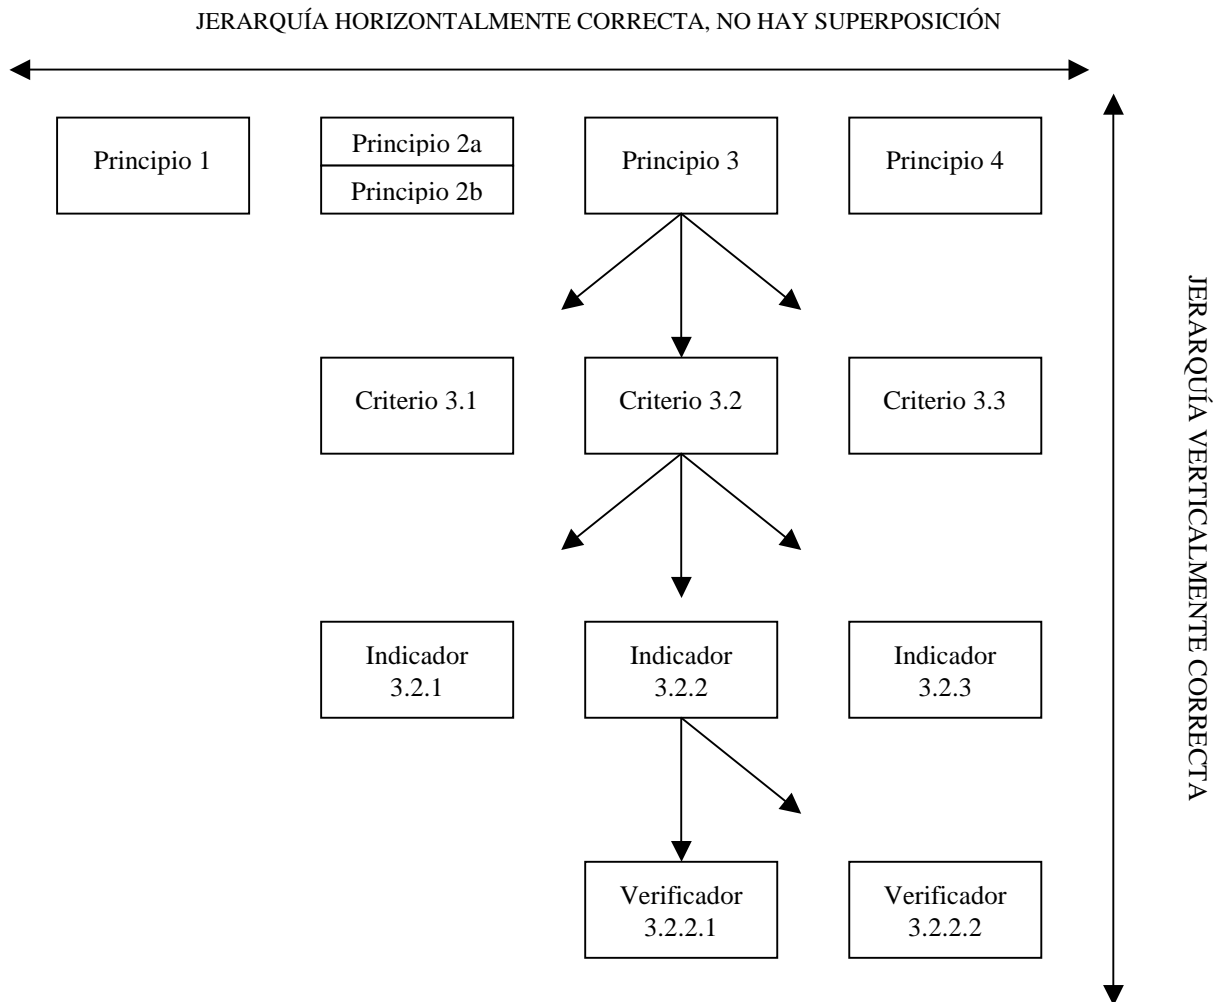 JERARQUÍA HORIZONTALMENTE CORRECTA, NO HAY SUPERPOSICIÓN
Principio 1
Principio 2a
Principio 2b
Principio 3
Principio 4
Criterio 3.1
Criterio 3.2
Criterio 3.3
Indicador
3.2.1
Indicador
3.2.2
Indicador
3.2.3
Verificador
3.2.2.1
Verificador
3.2.2.2
JERARQUÍA VERTICALMENTE CORRECTA